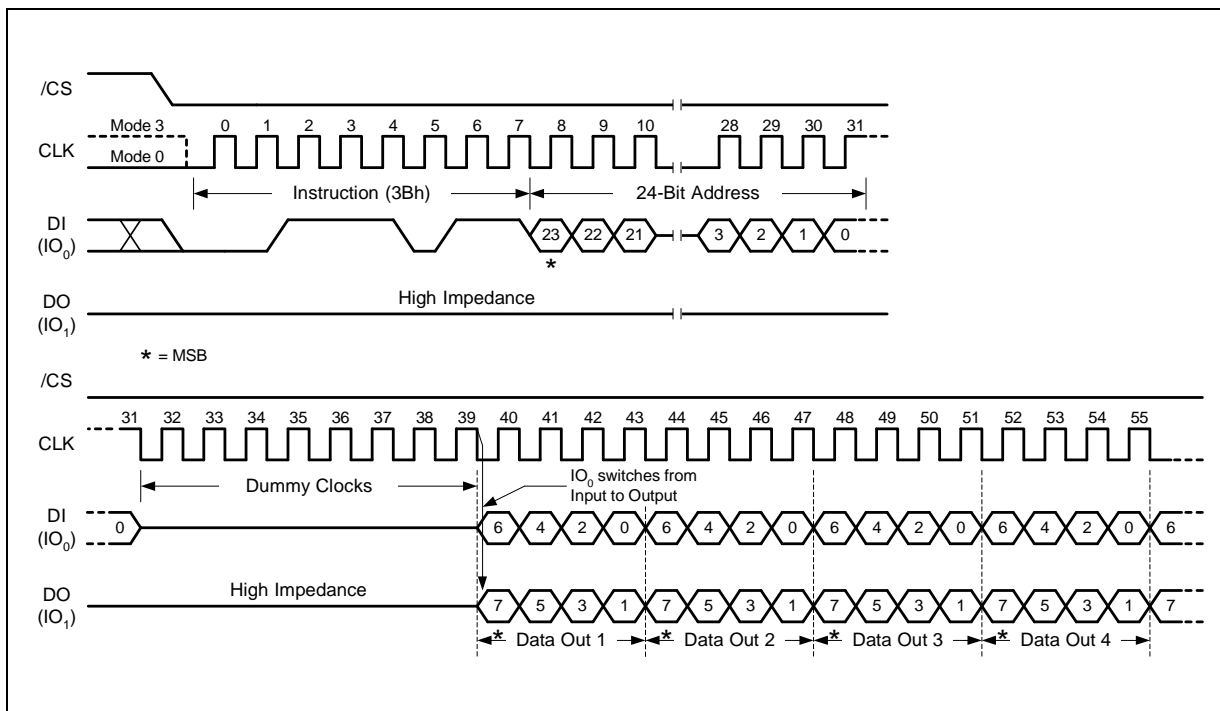 /CS
Mode 3 0 1 2 3 4 5 6 7 8 9 10 28 29 30 31
CLK
Mode 0
Instruction (3Bh) 24-Bit Address
DI
(IO0) 23 22 21 3 2 1 0
*
DO High Impedance
(IO1)
* = MSB
/CS
31 32 33 34 35 36 37 38 39 40 41 42 43 44 45 46 47 48 49 50 51 52 53 54 55
CLK
Dummy Clocks IO0 switches from
Input to Output
DI
(IO0) 0 6 4 2 0 6 4 2 0 6 4 2 0 6 4 2 0 6
DO High Impedance
(IO1) 7 5 3 1 7 5 3 1 7 5 3 1 7 5 3 1 7
* Data Out 1 * Data Out 2 * Data Out 3 * Data Out 4